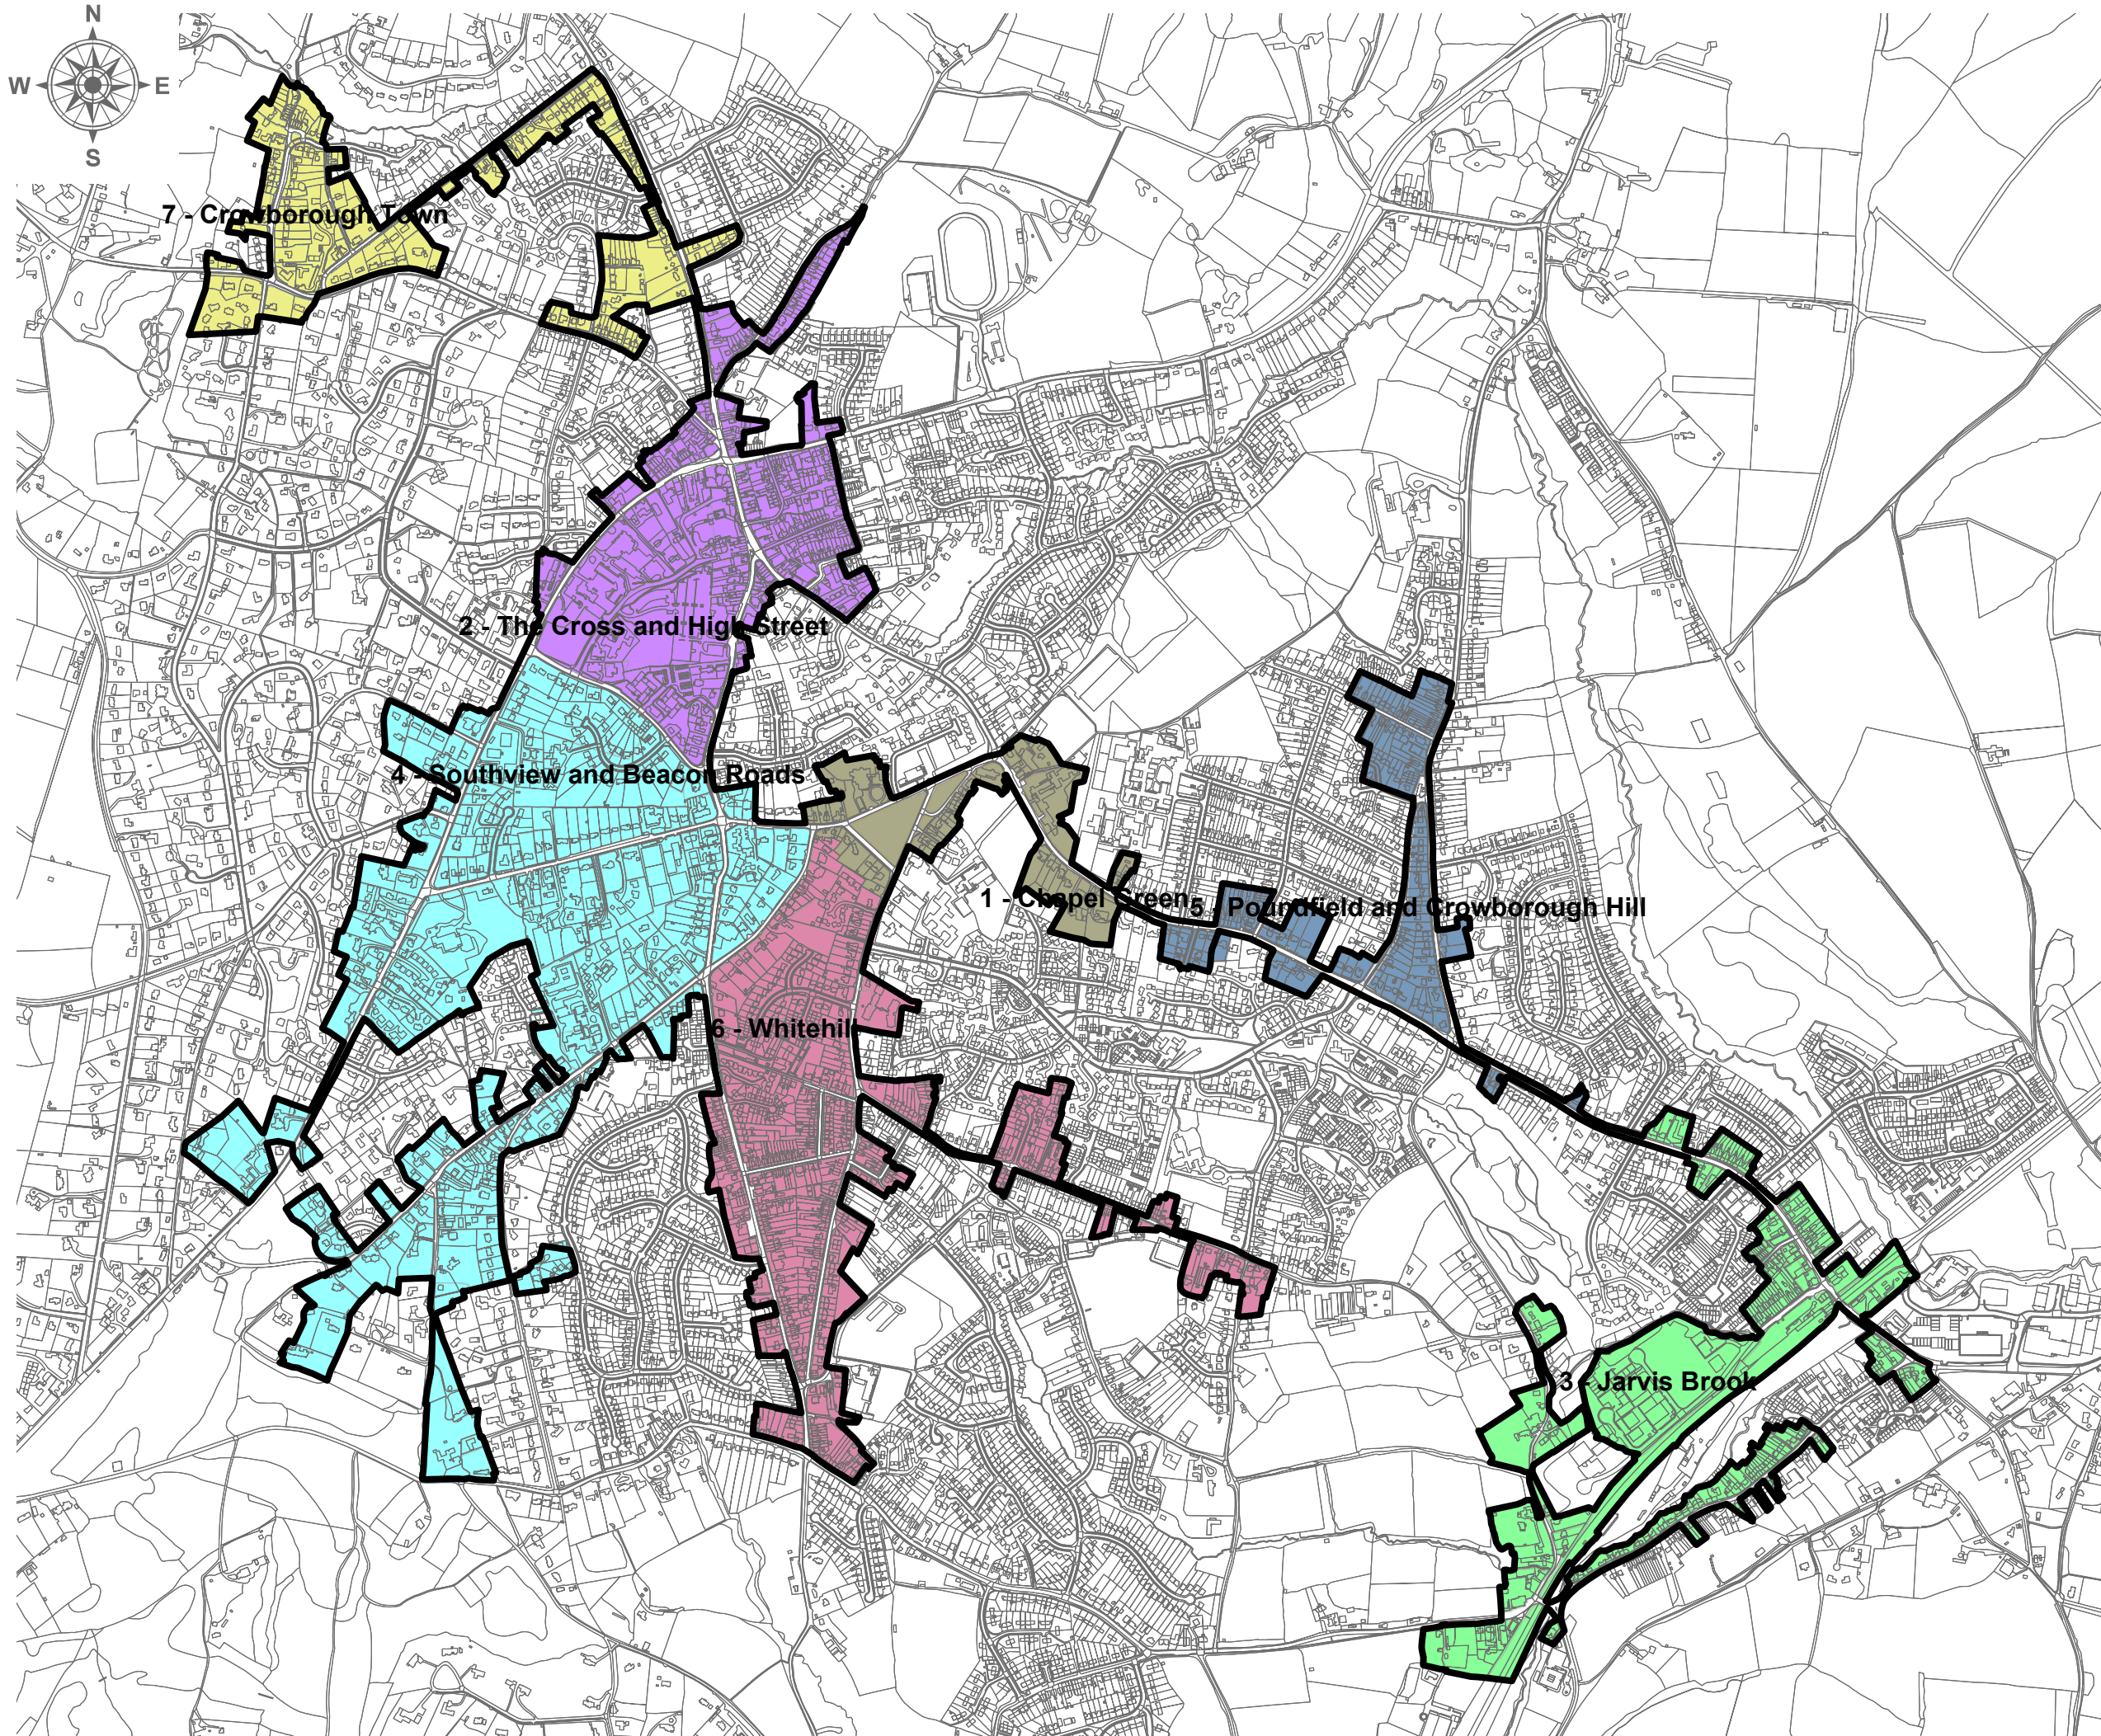 N
W E
S
7 - Crowborough Town
2 - The Cross and High Street
4 - Southview and Beacon Roads
1 - Chapel Green
5 - Poundfield and Crowborough Hill
6 - Whitehill
3 - Jarvis Brook